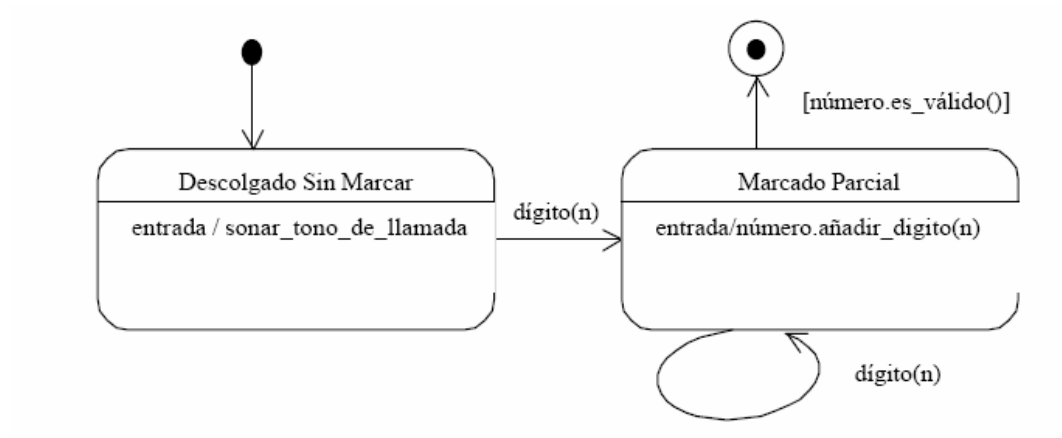 [número.es_válido()]
Descolgado Sin Marcar
Marcado Parcial
entrada / sonar_tono_de_llamada
dígito(n)
entrada/número.añadir_digito(n)
dígito(n)